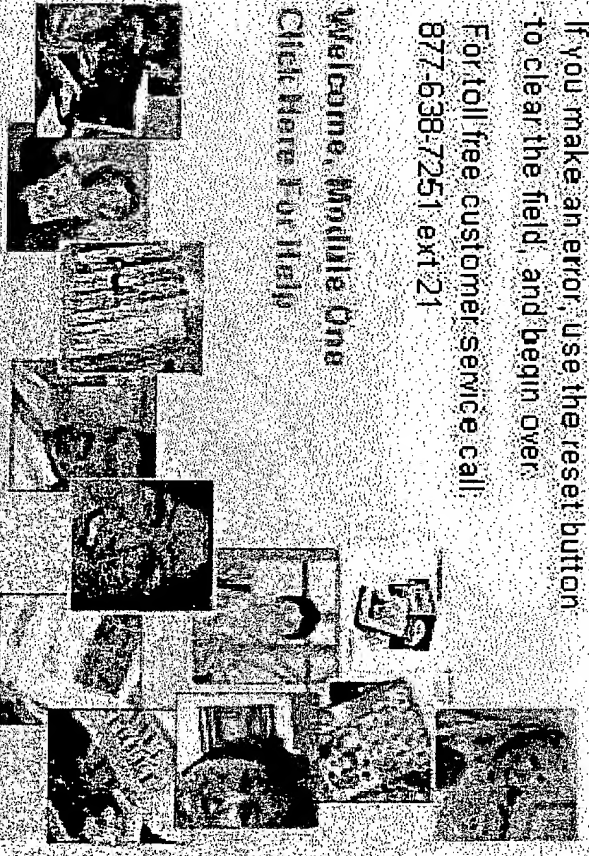 If you make an error, use the reset button
to clear the field, and begin over.
For toll free customer service call:
877-638-7251 ext 21
Welcome, Module One
Click Here For Help